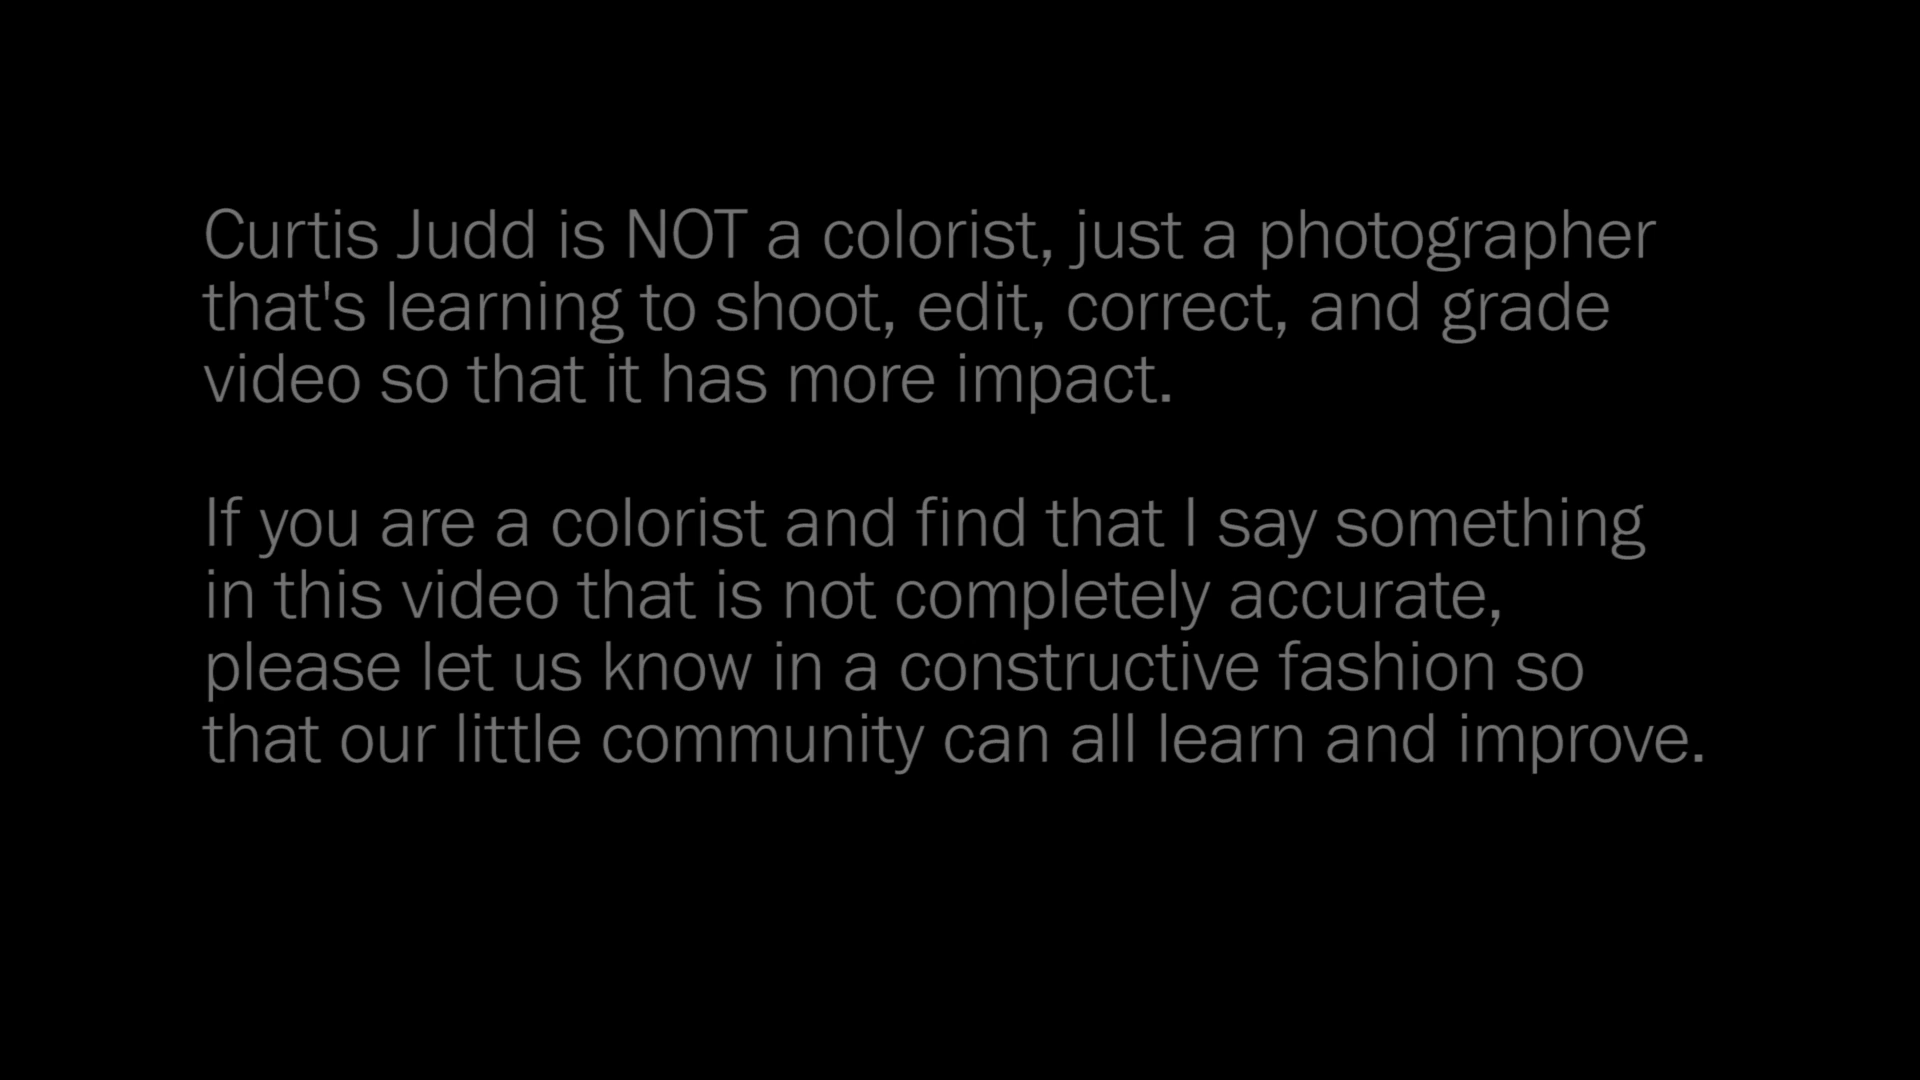 Curtis Judd is NOT a colorist, just a photographer
that's learning to shoot, edit, correct, and grade
video so that it has more impact.
If you are a colorist and find that I say something
in this video that is not completely accurate,
please let us know in a constructive fashion so
that our little community can all learn and improve.